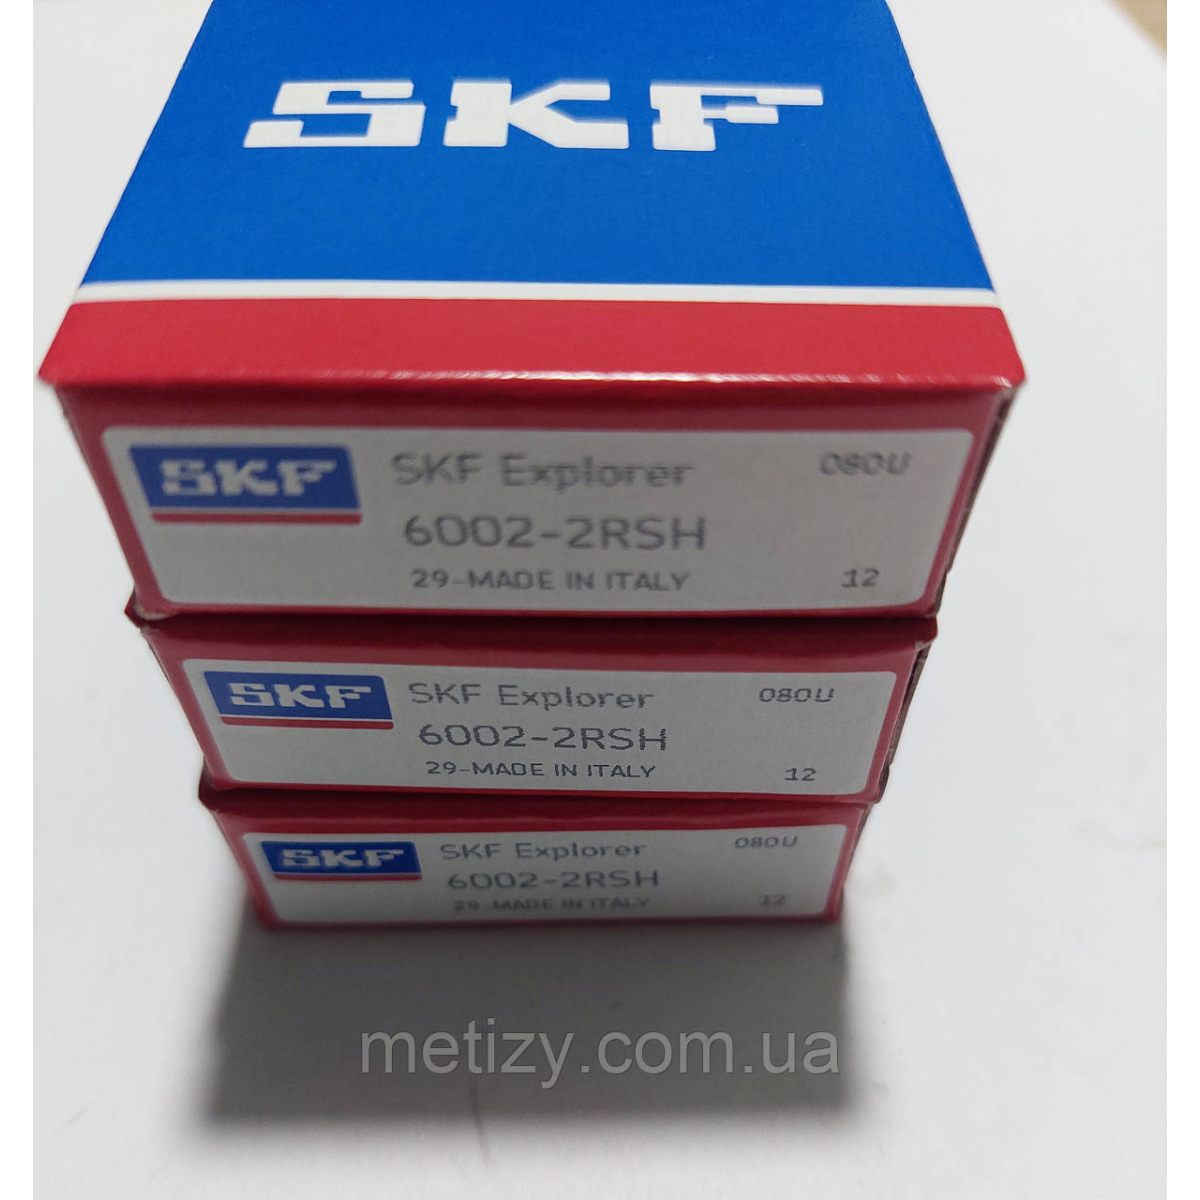 SKF
SKF SKF Explorer 080U
6002-2RSH
29-MADE IN ITALY 12
SKF SKF Explorer 080U
6002-2RSH
29-MADE IN ITALY 12
SKF SKF Explorer 080U
6002-2RSH
29-MADE IN ITALY 12
metizy.com.ua